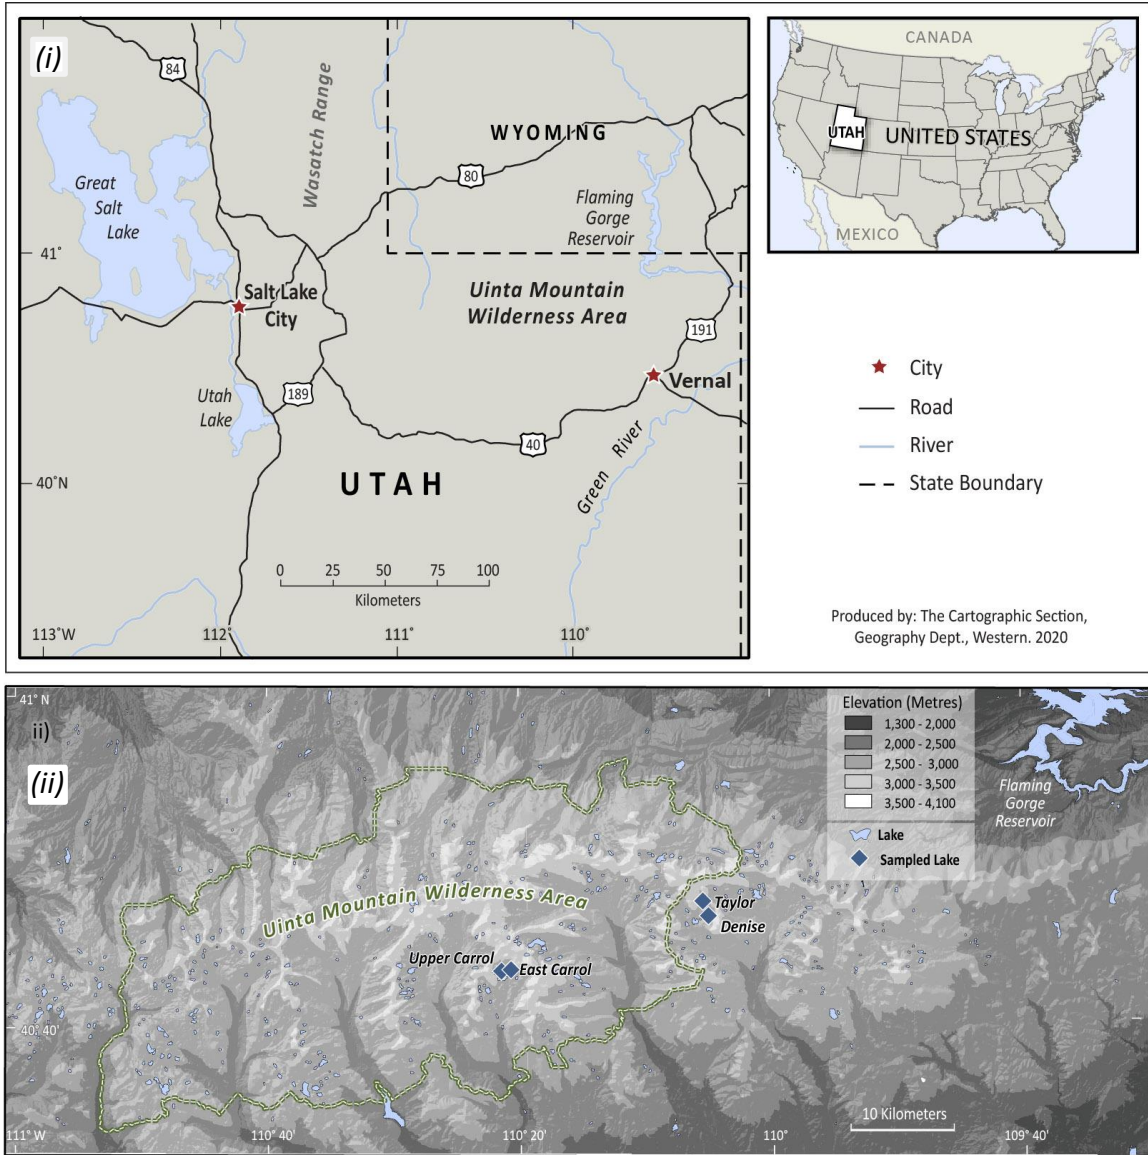 (i)
84
Wasatch Range
WYOMING
80
Great
Salt
Lake
Flaming
Gorge
Reservoir
41°
Salt Lake
City
Uinta Mountain
Wilderness Area
191
Vernal
Utah
Lake
189
40
Green River
40°N
UTAH
0 25 50 75 100
Kilometers
113°W 112° 111° 110°
CANADA
UTAH UNITED STATES
MEXICO
City
Road
River
State Boundary
Produced by: The Cartographic Section,
Geography Dept., Western. 2020
41° N
ii)
(ii)
Elevation (Metres)
1,300 - 2,000
2,000 - 2,500
2,500 - 3,000
3,000 - 3,500
3,500 - 4,100
Lake
Sampled Lake
Flaming
Gorge
Reservoir
Uinta Mountain Wilderness Area
Taylor
Denise
Upper Carrol East Carrol
40° 40'
10 Kilometers
111° W 110° 40' 110° 20' 110° 109° 40'